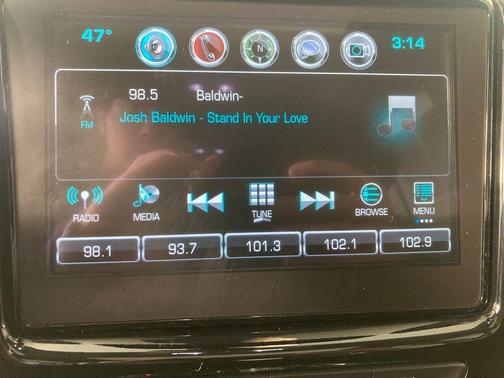 47° N 3:14
98.5 Baldwin-
FM Josh Baldwin - Stand In Your Love
RADIO MEDIA TUNE BROWSE MENU
98.1 93.7 101.3 102.1 102.9